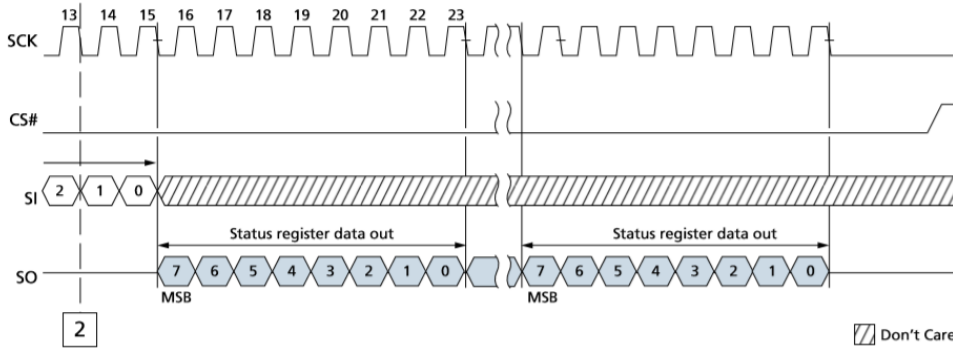 13 14 15 16 17 18 19 20 21 22 23
SCK
CS#
SI 2 1 0
Status register data out Status register data out
SO 7 6 5 4 3 2 1 0 7 6 5 4 3 2 1 0
MSB MSB
2
Don't Care